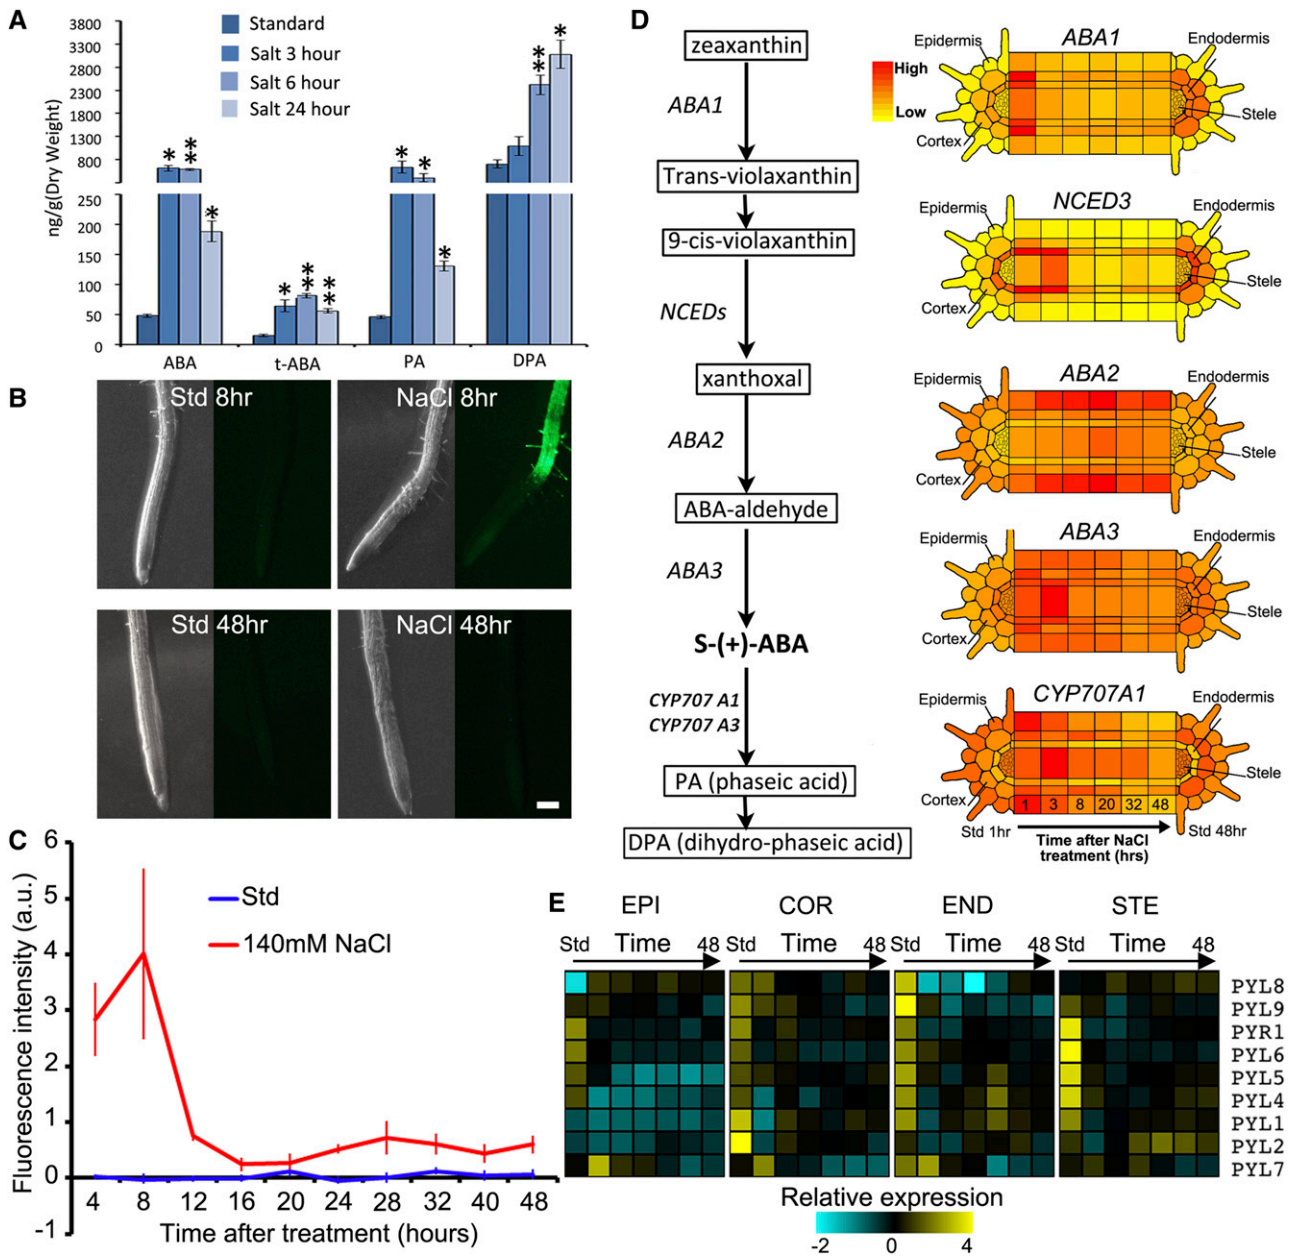 A
ng/g(Dry Weight)
3800
3300
2800
2300
1800
1300
800
250
200
150
100
50
0
Standard
Salt 3 hour
Salt 6 hour
Salt 24 hour
*
**
*
*
**
**
*
*
*
**
*
ABA
t-ABA
PA
DPA
B
Std 8hr
NaCl 8hr
Std 48hr
NaCl 48hr
C
Fluorescence intensity (a.u.)
6
5
4
3
2
1
0
-1
Std
140mM NaCl
4 8 12 16 20 24 28 32 40 48
Time after treatment (hours)
D
zeaxanthin
ABA1
Trans-violaxanthin
9-cis-violaxanthin
NCEDs
xanthoxal
ABA2
ABA-aldehyde
ABA3
S-(+)-ABA
CYP707 A1
CYP707 A3
PA (phaseic acid)
DPA (dihydro-phaseic acid)
High
Low
ABA1
Epidermis
Endodermis
Stele
Cortex
NCED3
Epidermis
Endodermis
Stele
Cortex
ABA2
Epidermis
Endodermis
Stele
Cortex
ABA3
Epidermis
Endodermis
Stele
Cortex
CYP707A1
Epidermis
Endodermis
Stele
Cortex
1 3 8 20 32 48
Std 1hr
Std 48hr
Time after NaCl
treatment (hrs)
E
EPI COR END STE
Std Time 48 Std Time 48 Std Time 48 Std Time 48
PYL8
PYL9
PYR1
PYL6
PYL5
PYL4
PYL1
PYL2
PYL7
Relative expression
-2 0 4